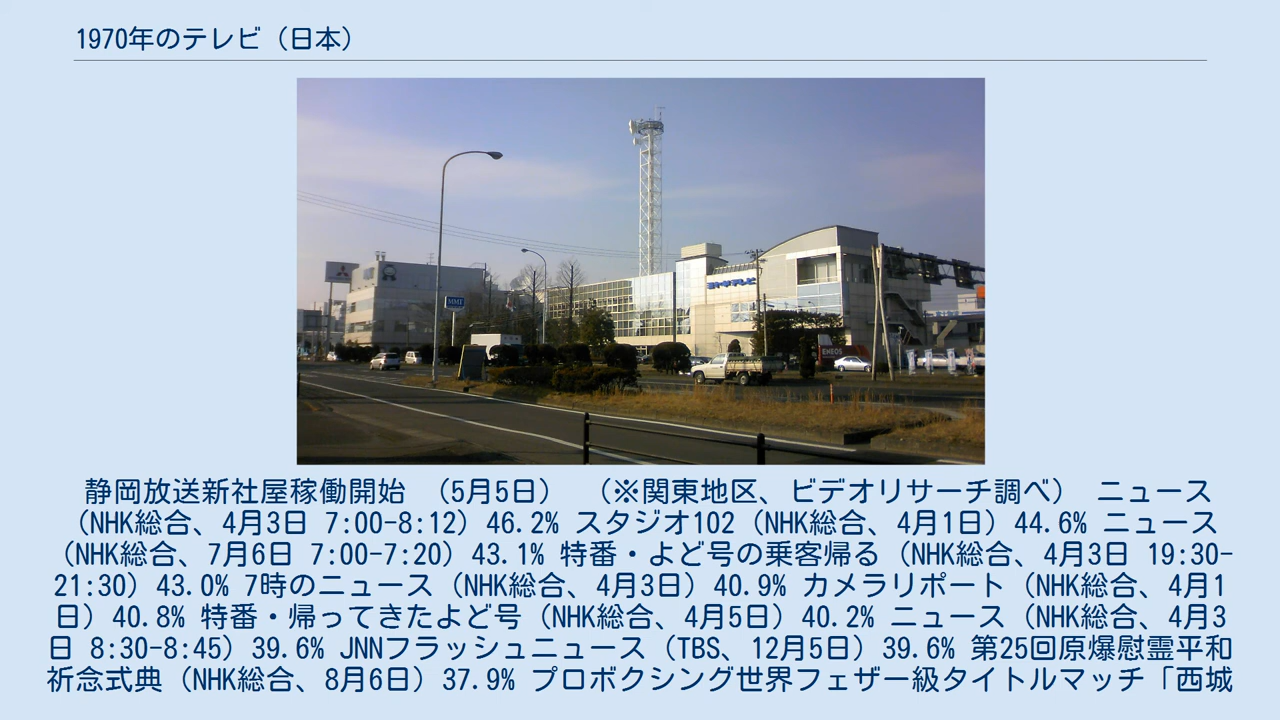 1970年のテレビ（日本）
MME
ENEOS
静岡放送新社屋稼働開始 （5月5日） （※関東地区、ビデオリサーチ調べ） ニュース
（NHK総合、4月3日 7:00-8:12）46.2% スタジオ102（NHK総合、4月1日）44.6% ニュース
（NHK総合、7月6日 7:00-7:20）43.1% 特番・よど号の乗客帰る（NHK総合、4月3日 19:30-
21:30）43.0% 7時のニュース（NHK総合、4月3日）40.9% カメラリポート（NHK総合、4月1
日）40.8% 特番・帰ってきたよど号（NHK総合、4月5日）40.2% ニュース（NHK総合、4月3
日 8:30-8:45）39.6% JNNフラッシュニュース（TBS、12月5日）39.6% 第25回原爆慰霊平和
祈念式典（NHK総合、8月6日）37.9% プロボクシング世界フェザー級タイトルマッチ「西城